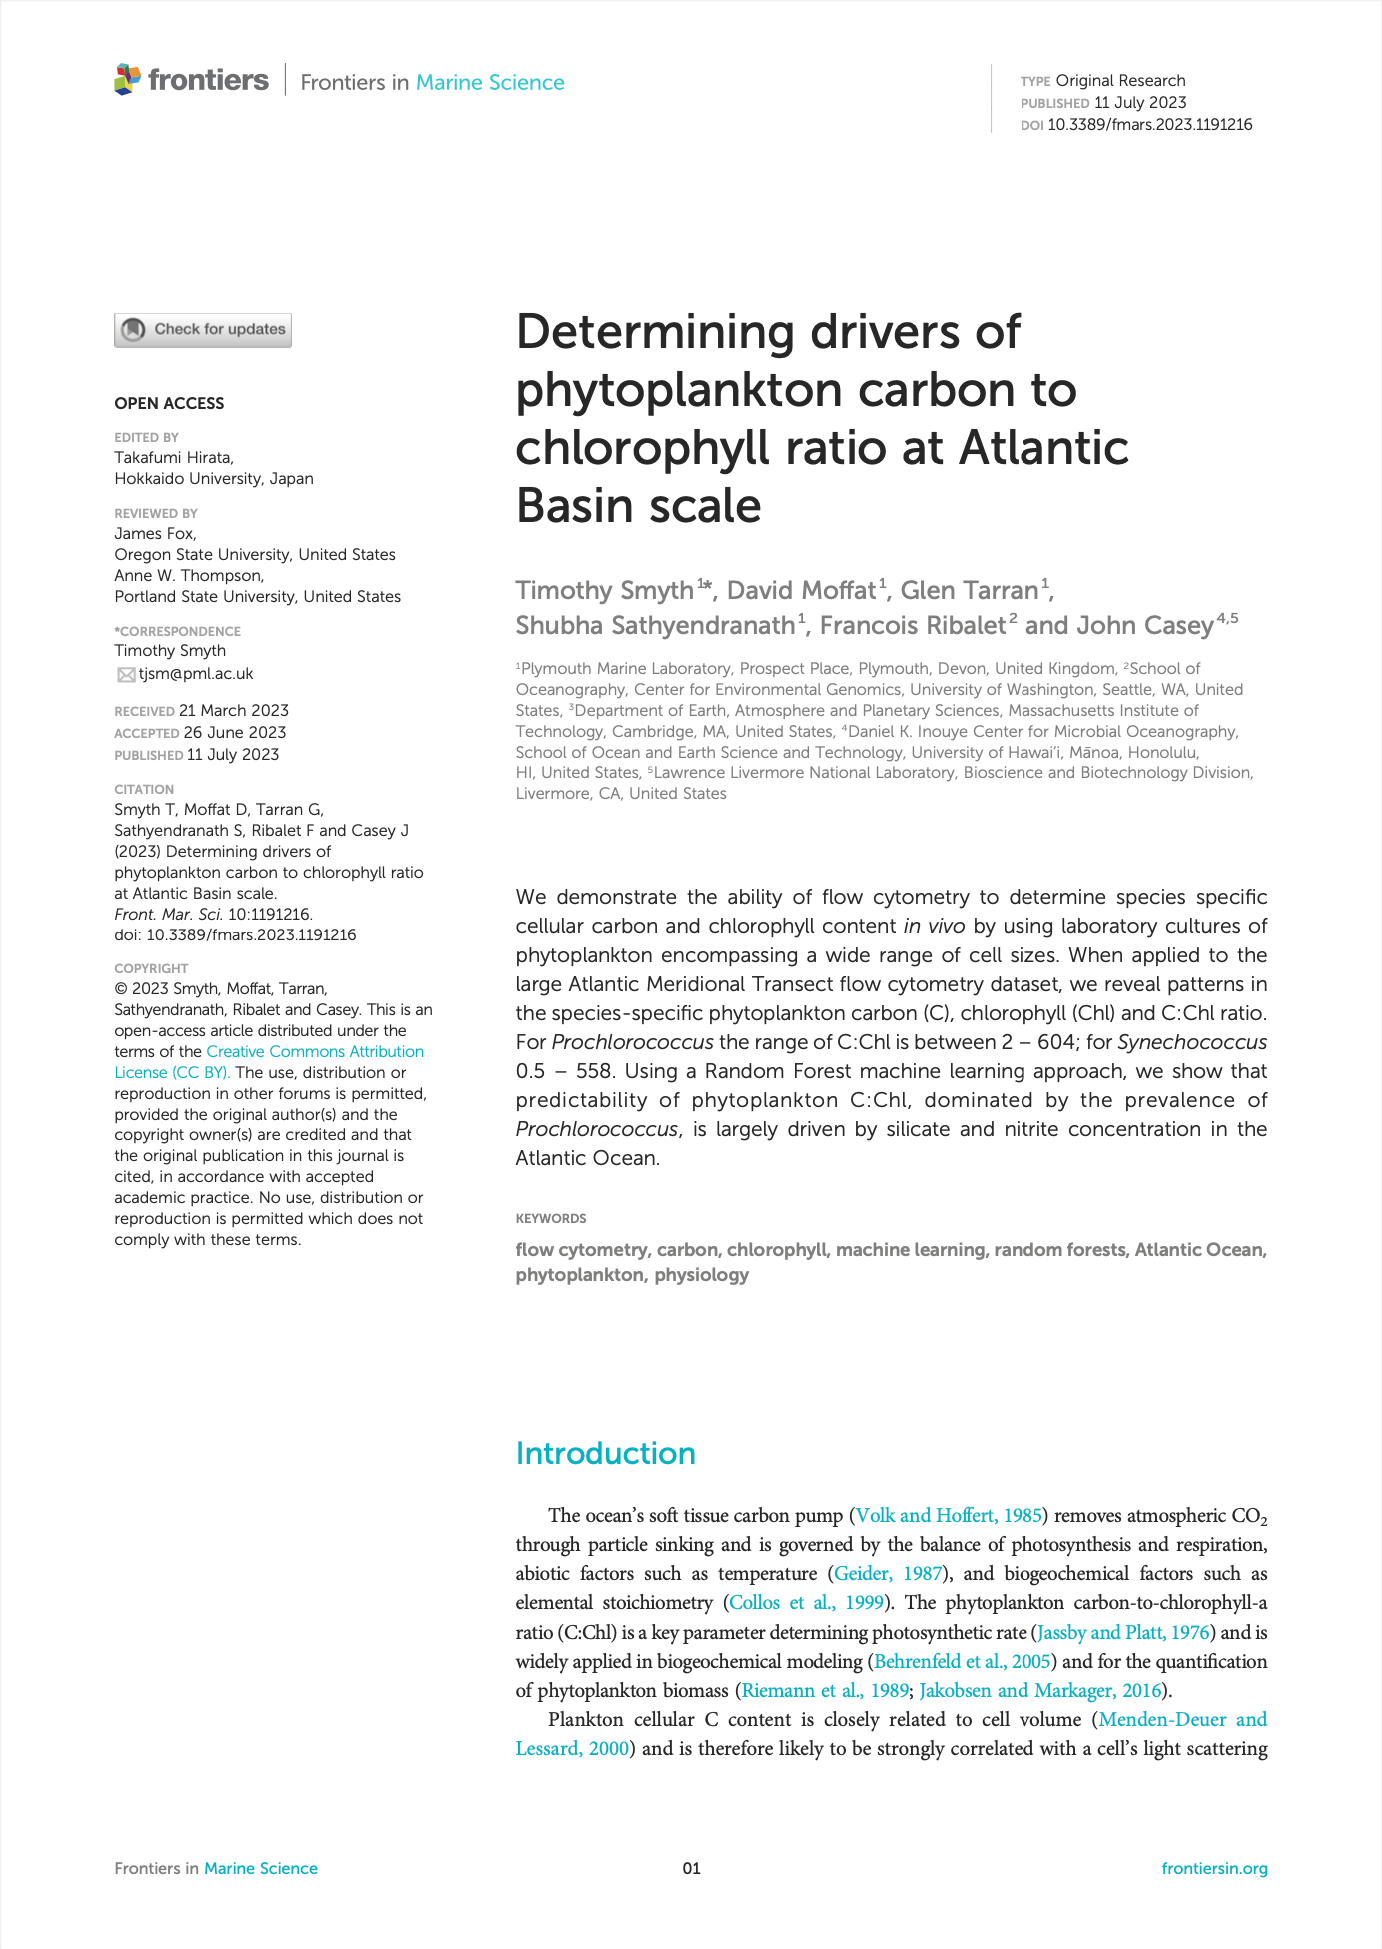 frontiers
Frontiers in Marine Science
TYPE Original Research
PUBLISHED 11 July 2023
DOI 10.3389/fmars.2023.1191216
Check for updates
OPEN ACCESS
EDITED BY
Takafumi Hirata,
Hokkaido University, Japan
REVIEWED BY
James Fox,
Oregon State University, United States
Anne W. Thompson,
Portland State University, United States
*CORRESPONDENCE
Timothy Smyth
tjsm@pml.ac.uk
RECEIVED 21 March 2023
ACCEPTED 26 June 2023
PUBLISHED 11 July 2023
CITATION
Smyth T, Moffat D, Tarran G,
Sathyendranath S, Ribalet F and Casey J
(2023) Determining drivers of
phytoplankton carbon to chlorophyll ratio
at Atlantic Basin scale.
Front. Mar. Sci. 10:1191216.
doi: 10.3389/fmars.2023.1191216
COPYRIGHT
© 2023 Smyth, Moffat, Tarran,
Sathyendranath, Ribalet and Casey. This is an
open-access article distributed under the
terms of the Creative Commons Attribution
License (CC BY). The use, distribution or
reproduction in other forums is permitted,
provided the original author(s) and the
copyright owner(s) are credited and that
the original publication in this journal is
cited, in accordance with accepted
academic practice. No use, distribution or
reproduction is permitted which does not
comply with these terms.
Determining drivers of
phytoplankton carbon to
chlorophyll ratio at Atlantic
Basin scale
Timothy Smyth¹*, David Moffat¹, Glen Tarran¹,
Shubha Sathyendranath¹, Francois Ribalet² and John Casey⁴,⁵
¹Plymouth Marine Laboratory, Prospect Place, Plymouth, Devon, United Kingdom, ²School of
Oceanography, Center for Environmental Genomics, University of Washington, Seattle, WA, United
States, ³Department of Earth, Atmosphere and Planetary Sciences, Massachusetts Institute of
Technology, Cambridge, MA, United States, ⁴Daniel K. Inouye Center for Microbial Oceanography,
School of Ocean and Earth Science and Technology, University of Hawai’i, Mānoa, Honolulu,
HI, United States, ⁵Lawrence Livermore National Laboratory, Bioscience and Biotechnology Division,
Livermore, CA, United States
We demonstrate the ability of flow cytometry to determine species specific
cellular carbon and chlorophyll content in vivo by using laboratory cultures of
phytoplankton encompassing a wide range of cell sizes. When applied to the
large Atlantic Meridional Transect flow cytometry dataset, we reveal patterns in
the species-specific phytoplankton carbon (C), chlorophyll (Chl) and C:Chl ratio.
For Prochlorococcus the range of C:Chl is between 2 – 604; for Synechococcus
0.5 – 558. Using a Random Forest machine learning approach, we show that
predictability of phytoplankton C:Chl, dominated by the prevalence of
Prochlorococcus, is largely driven by silicate and nitrite concentration in the
Atlantic Ocean.
KEYWORDS
flow cytometry, carbon, chlorophyll, machine learning, random forests, Atlantic Ocean,
phytoplankton, physiology
Introduction
The ocean’s soft tissue carbon pump (Volk and Hoffert, 1985) removes atmospheric CO₂
through particle sinking and is governed by the balance of photosynthesis and respiration,
abiotic factors such as temperature (Geider, 1987), and biogeochemical factors such as
elemental stoichiometry (Collos et al., 1999). The phytoplankton carbon-to-chlorophyll-a
ratio (C:Chl) is a key parameter determining photosynthetic rate (Jassby and Platt, 1976) and is
widely applied in biogeochemical modeling (Behrenfeld et al., 2005) and for the quantification
of phytoplankton biomass (Riemann et al., 1989; Jakobsen and Markager, 2016).
Plankton cellular C content is closely related to cell volume (Menden-Deuer and
Lessard, 2000) and is therefore likely to be strongly correlated with a cell’s light scattering
Frontiers in Marine Science
01
frontiersin.org